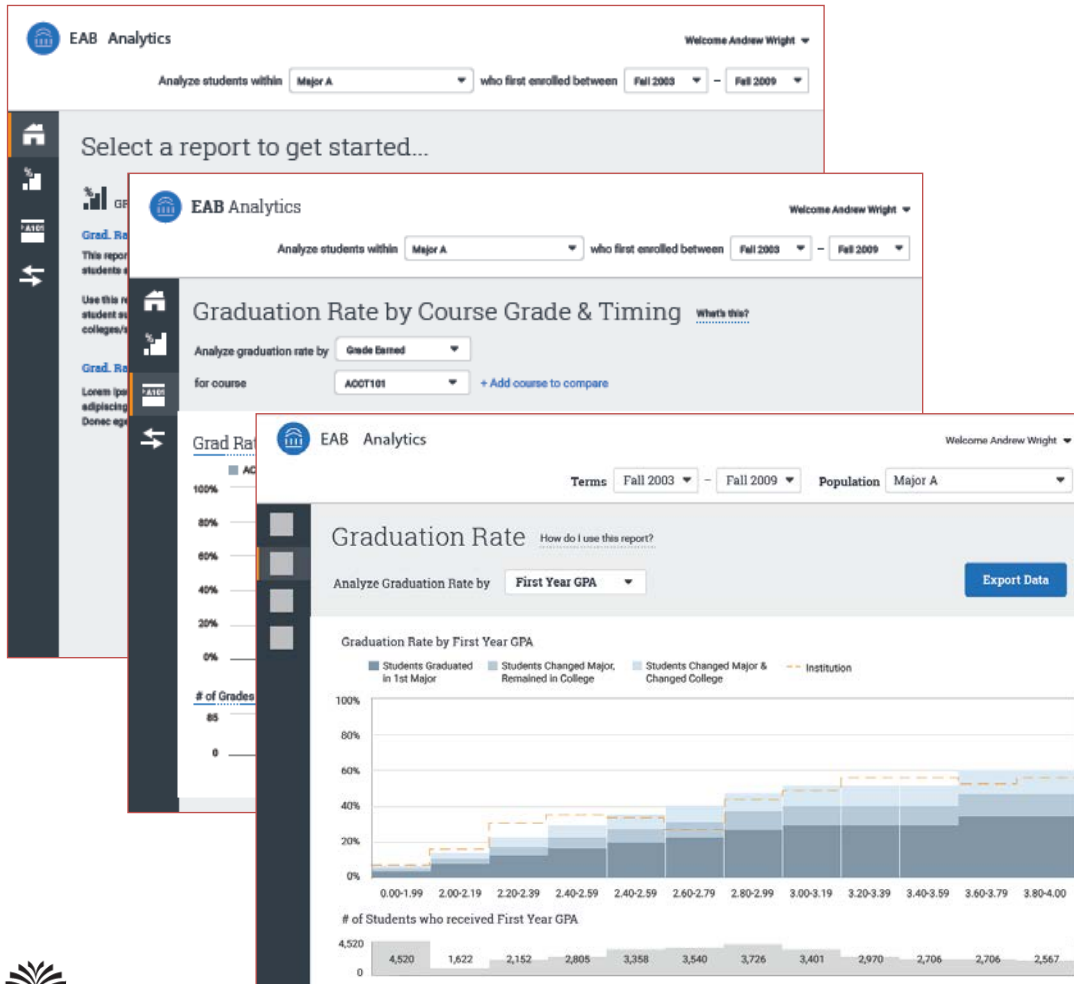 EAB Analytics
Welcome Andrew Wright
Analyze students within Major A who first enrolled between Fall 2003 – Fall 2009
Select a report to get started...
%
A101
Grad. Ra
This repor
students
Use this
student su
colleges/s
Grad. Ra
Lorem ips
adipiscing
Donec ege
EAB Analytics
Welcome Andrew Wright
Analyze students within Major A who first enrolled between Fall 2003 – Fall 2009
Graduation Rate by Course Grade & Timing What's this?
Analyze graduation rate by Grade Earned
for course ACCT101 + Add course to compare
%
A101
Grad Rat
AC
100%
80%
60%
40%
20%
0%
# of Grades
85
0
EAB Analytics
Welcome Andrew Wright
Terms Fall 2003 – Fall 2009 Population Major A
Graduation Rate How do I use this report?
Analyze Graduation Rate by First Year GPA Export Data
Graduation Rate by First Year GPA
Students Graduated in 1st Major
Students Changed Major, Remained in College
Students Changed Major & Changed College
Institution
100%
80%
60%
40%
20%
0%
0.00-1.99 2.00-2.19 2.20-2.39 2.40-2.59 2.40-2.59 2.60-2.79 2.80-2.99 3.00-3.19 3.20-3.39 3.40-3.59 3.60-3.79 3.80-4.00
# of Students who received First Year GPA
4,520
0
4,520 1,622 2,152 2,805 3,358 3,540 3,726 3,401 2,970 2,706 2,706 2,567